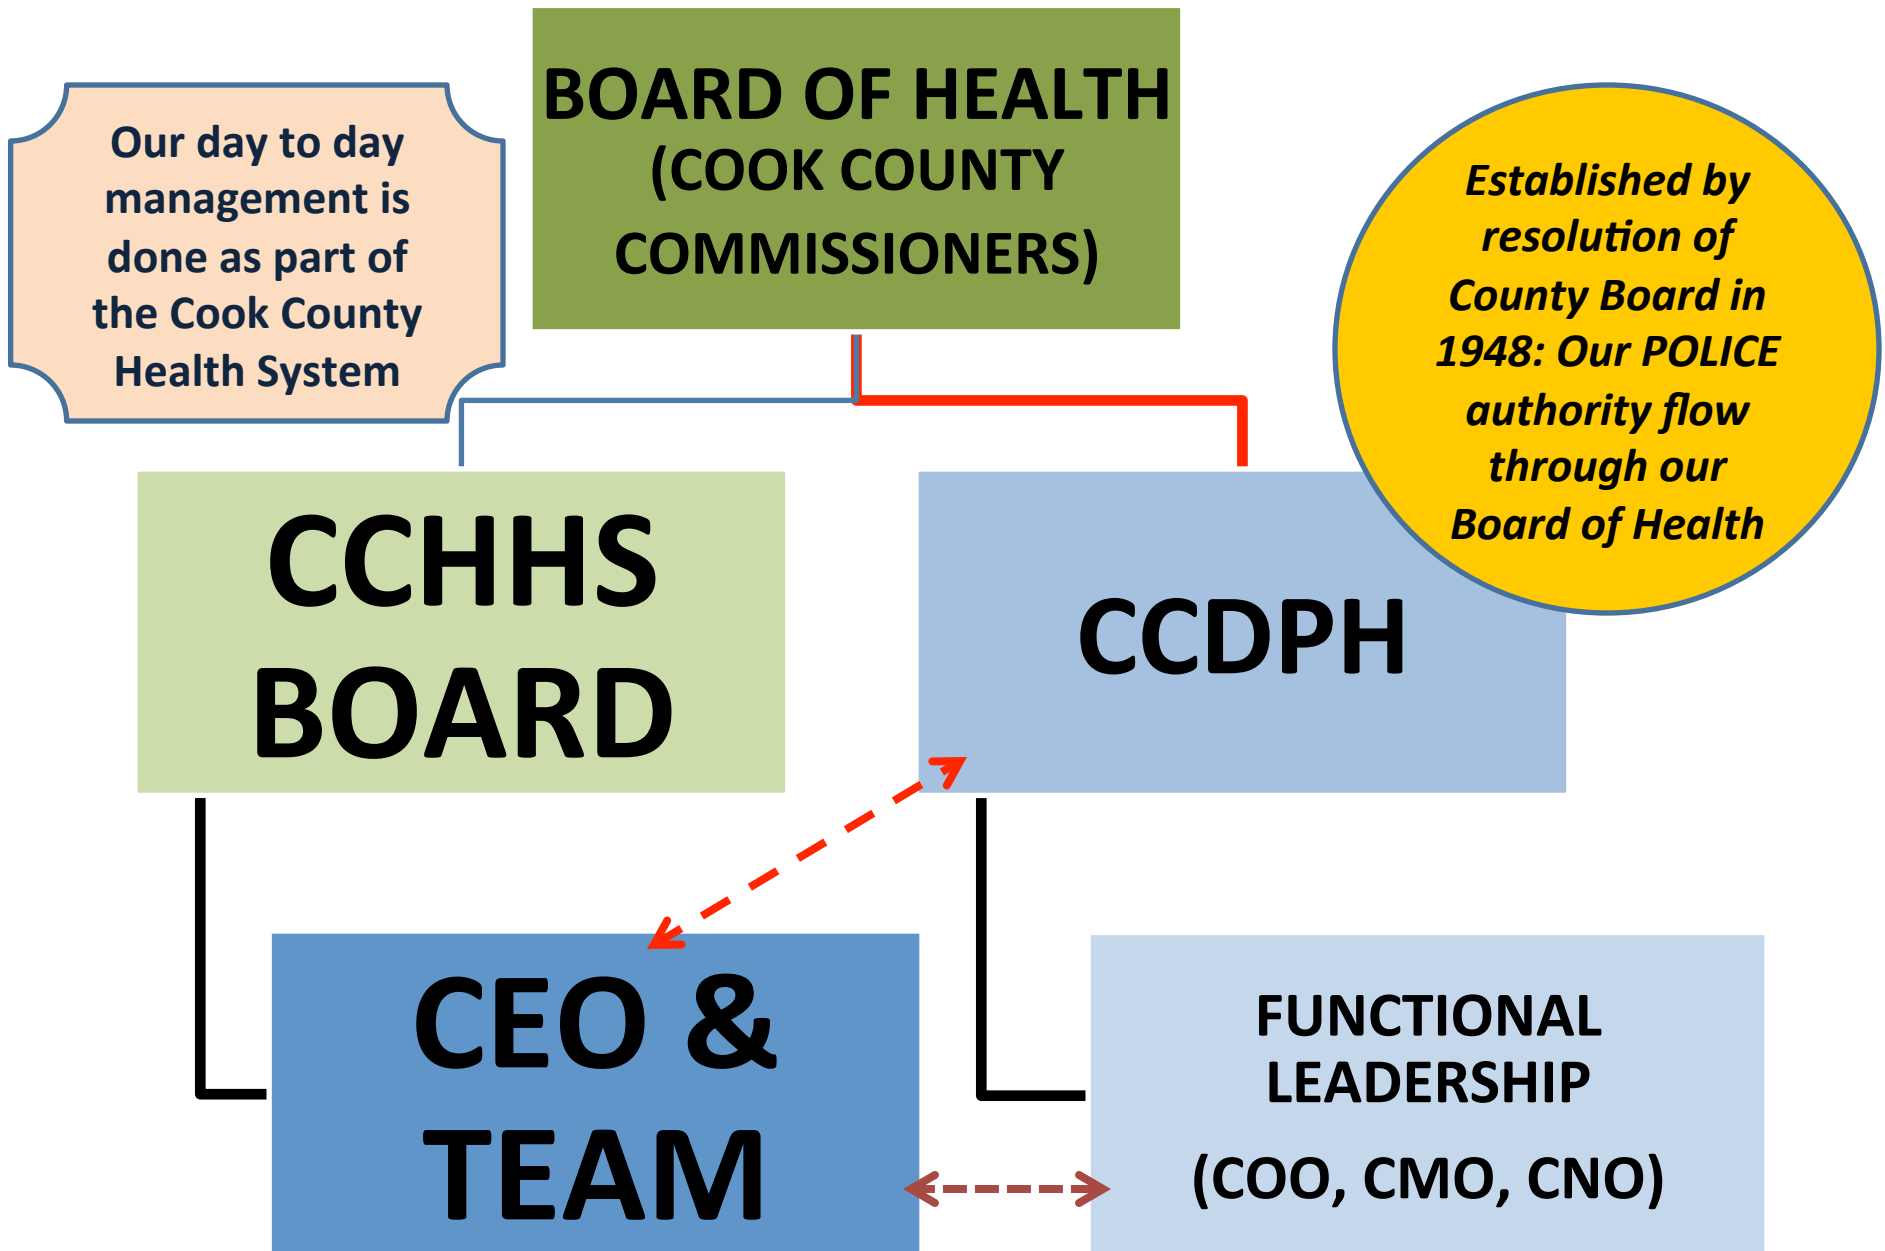 BOARD OF HEALTH
(COOK COUNTY
COMMISSIONERS)
Our day to day
management is
done as part of
the Cook County
Health System
Established by
resolution of
County Board in
1948: Our POLICE
authority flow
through our
Board of Health
CCHHS
BOARD
CCDPH
CEO &
TEAM
FUNCTIONAL
LEADERSHIP
(COO, CMO, CNO)